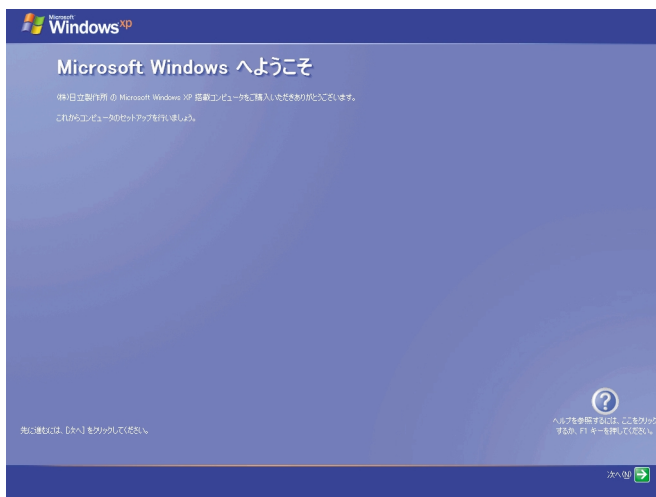 Microsoft
Windows xp
Microsoft Windows へようこそ
(株)日立製作所 の Microsoft Windows XP 搭載コンピュータをご購入いただきありがとうございます。
これからコンピュータのセットアップを行いましょう。
?
ヘルプを参照するには、ここをクリック
するか、F1 キーを押してください。
先に進むには、[次へ] をクリックしてください。
次へ(N)